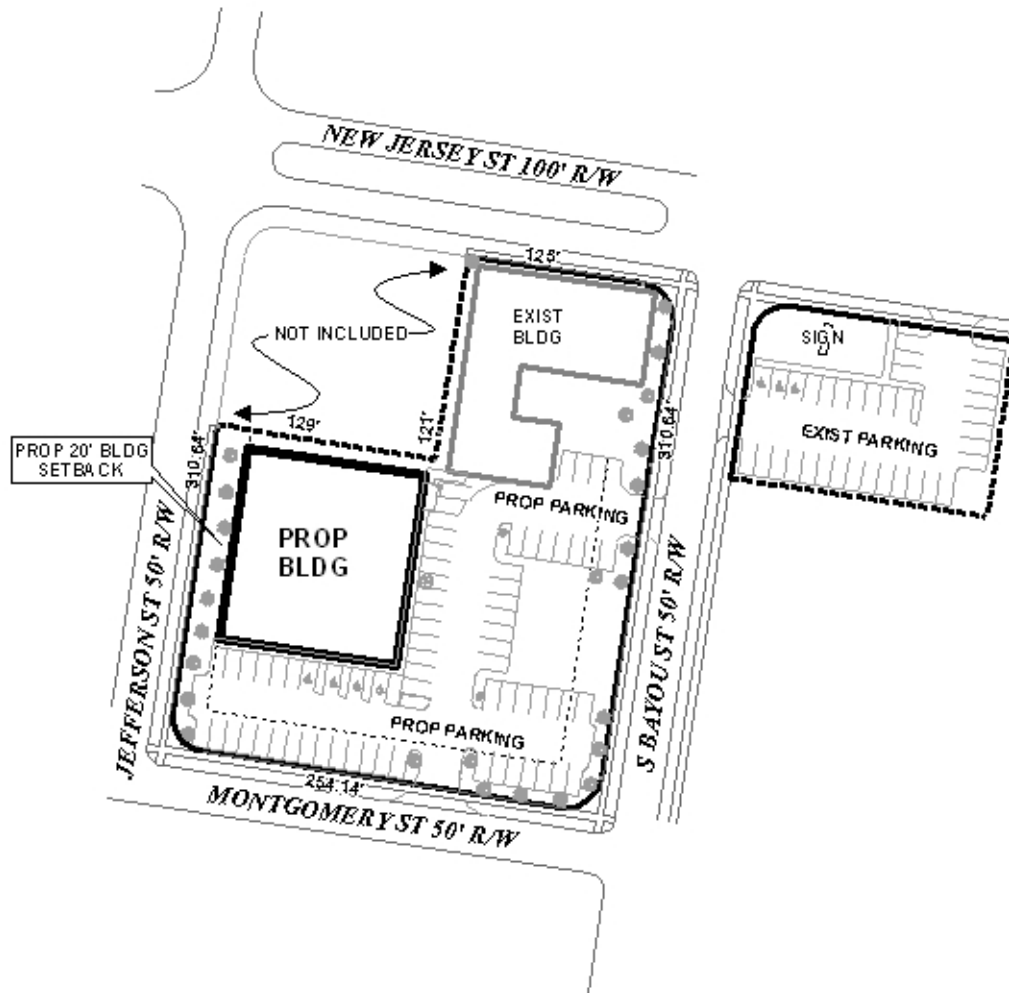 NEW JERSEY ST 100' R/W
125'
EXIST
BLDG
SIGN
NOT INCLUDED
129'
121'
PROP 20' BLDG
SETBACK
310.64'
310.64'
EXIST PARKING
PROP PARKING
PROP
BLDG
JEFFERSON ST 50' R/W
S BAYOU ST 50' R/W
PROP PARKING
254.14'
MONTGOMERY ST 50' R/W